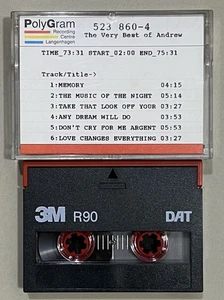 PolyGram
Recording
Centre
Langenhagen
523 860-4
The Very Best of Andrew
TIME_73:31 START_02:00 END_75:31
Track/Title->
1:MEMORY 04:15
2:THE MUSIC OF THE NIGHT 05:14
3:TAKE THAT LOOK OFF YOUR 03:27
4:ANY DREAM WILL DO 03:53
5:DON'T CRY FOR ME ARGENT 05:53
6:LOVE CHANGES EVERYTHING 03:27
3M R90 DAT